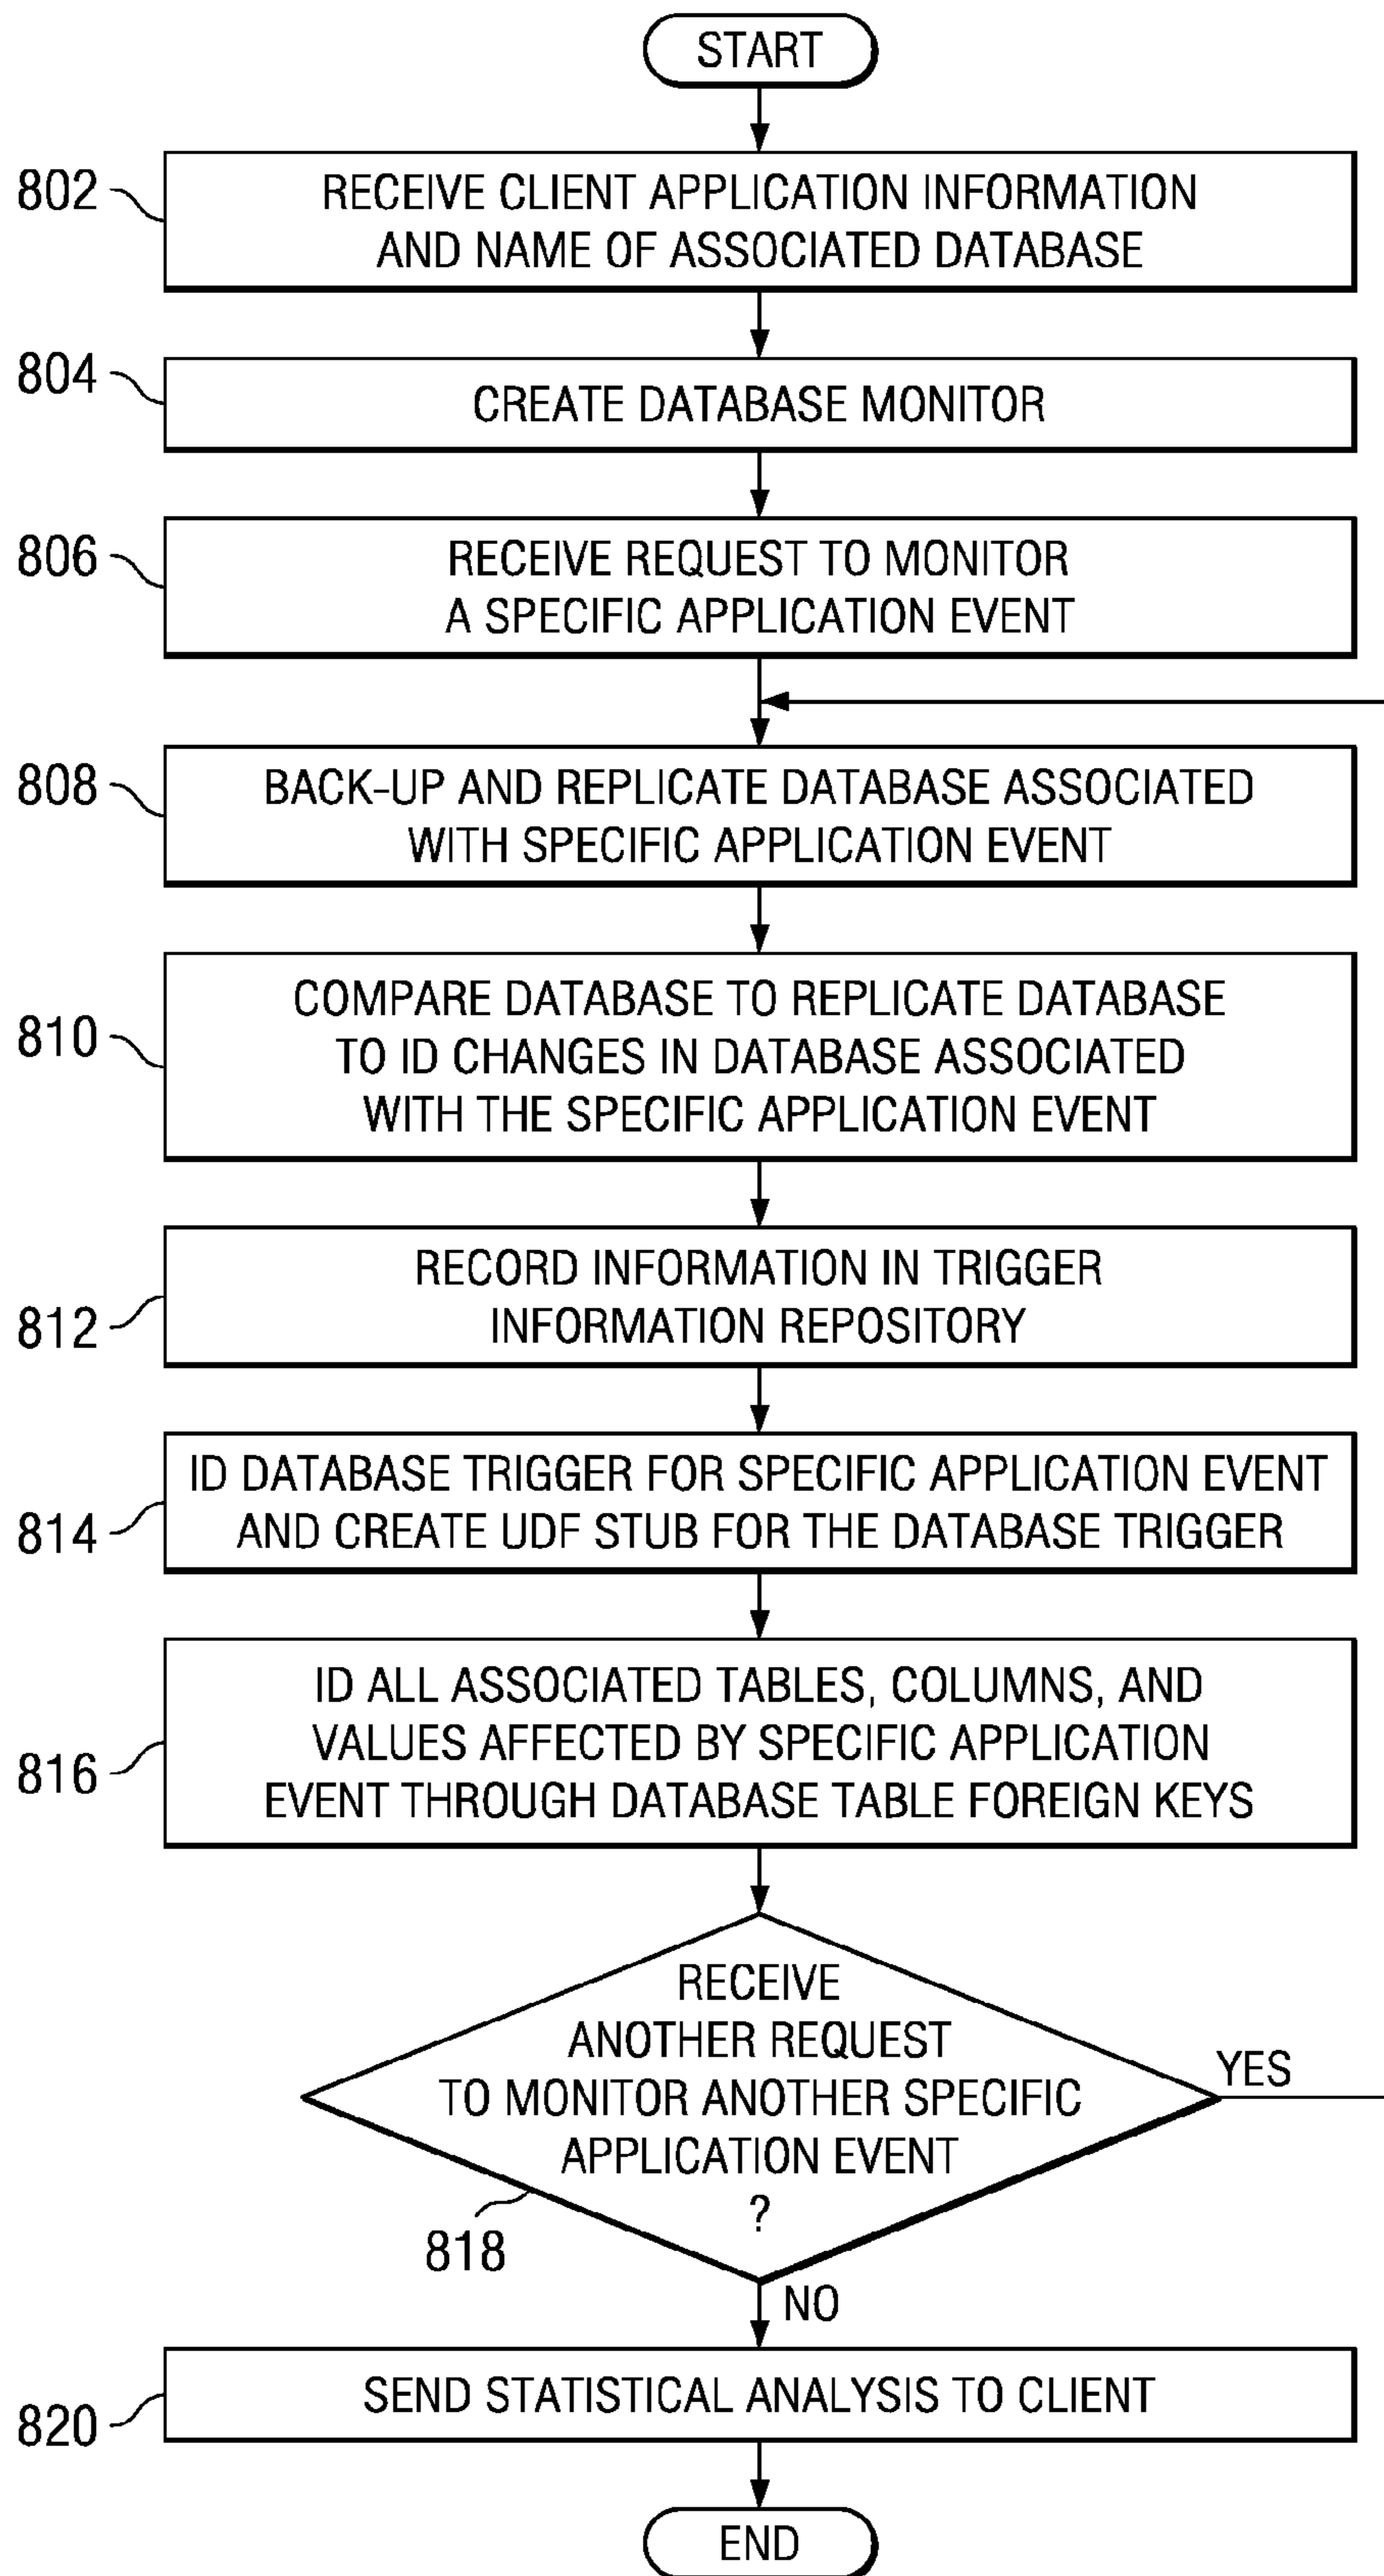 START
802
RECEIVE CLIENT APPLICATION INFORMATION
AND NAME OF ASSOCIATED DATABASE
804
CREATE DATABASE MONITOR
806
RECEIVE REQUEST TO MONITOR
A SPECIFIC APPLICATION EVENT
808
BACK-UP AND REPLICATE DATABASE ASSOCIATED
WITH SPECIFIC APPLICATION EVENT
810
COMPARE DATABASE TO REPLICATE DATABASE
TO ID CHANGES IN DATABASE ASSOCIATED
WITH THE SPECIFIC APPLICATION EVENT
812
RECORD INFORMATION IN TRIGGER
INFORMATION REPOSITORY
814
ID DATABASE TRIGGER FOR SPECIFIC APPLICATION EVENT
AND CREATE UDF STUB FOR THE DATABASE TRIGGER
816
ID ALL ASSOCIATED TABLES, COLUMNS, AND
VALUES AFFECTED BY SPECIFIC APPLICATION
EVENT THROUGH DATABASE TABLE FOREIGN KEYS
RECEIVE
ANOTHER REQUEST
TO MONITOR ANOTHER SPECIFIC
APPLICATION EVENT
?
YES
818
NO
820
SEND STATISTICAL ANALYSIS TO CLIENT
END